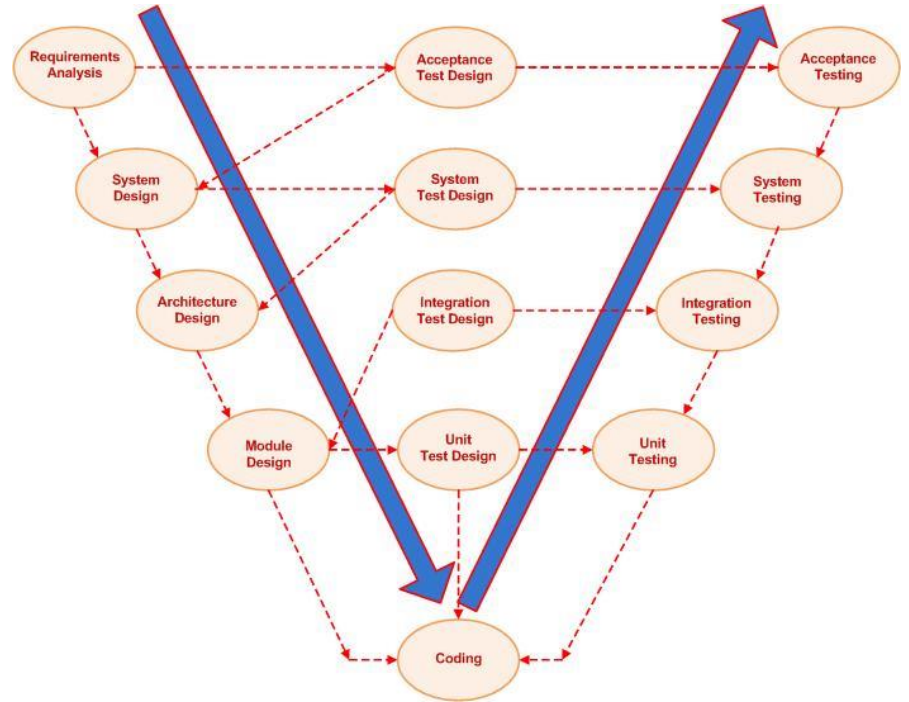 Requirements
Analysis
Acceptance
Test Design
Acceptance
Testing
System
Design
System
Test Design
System
Testing
Architecture
Design
Integration
Test Design
Integration
Testing
Module
Design
Unit
Test Design
Unit
Testing
Coding